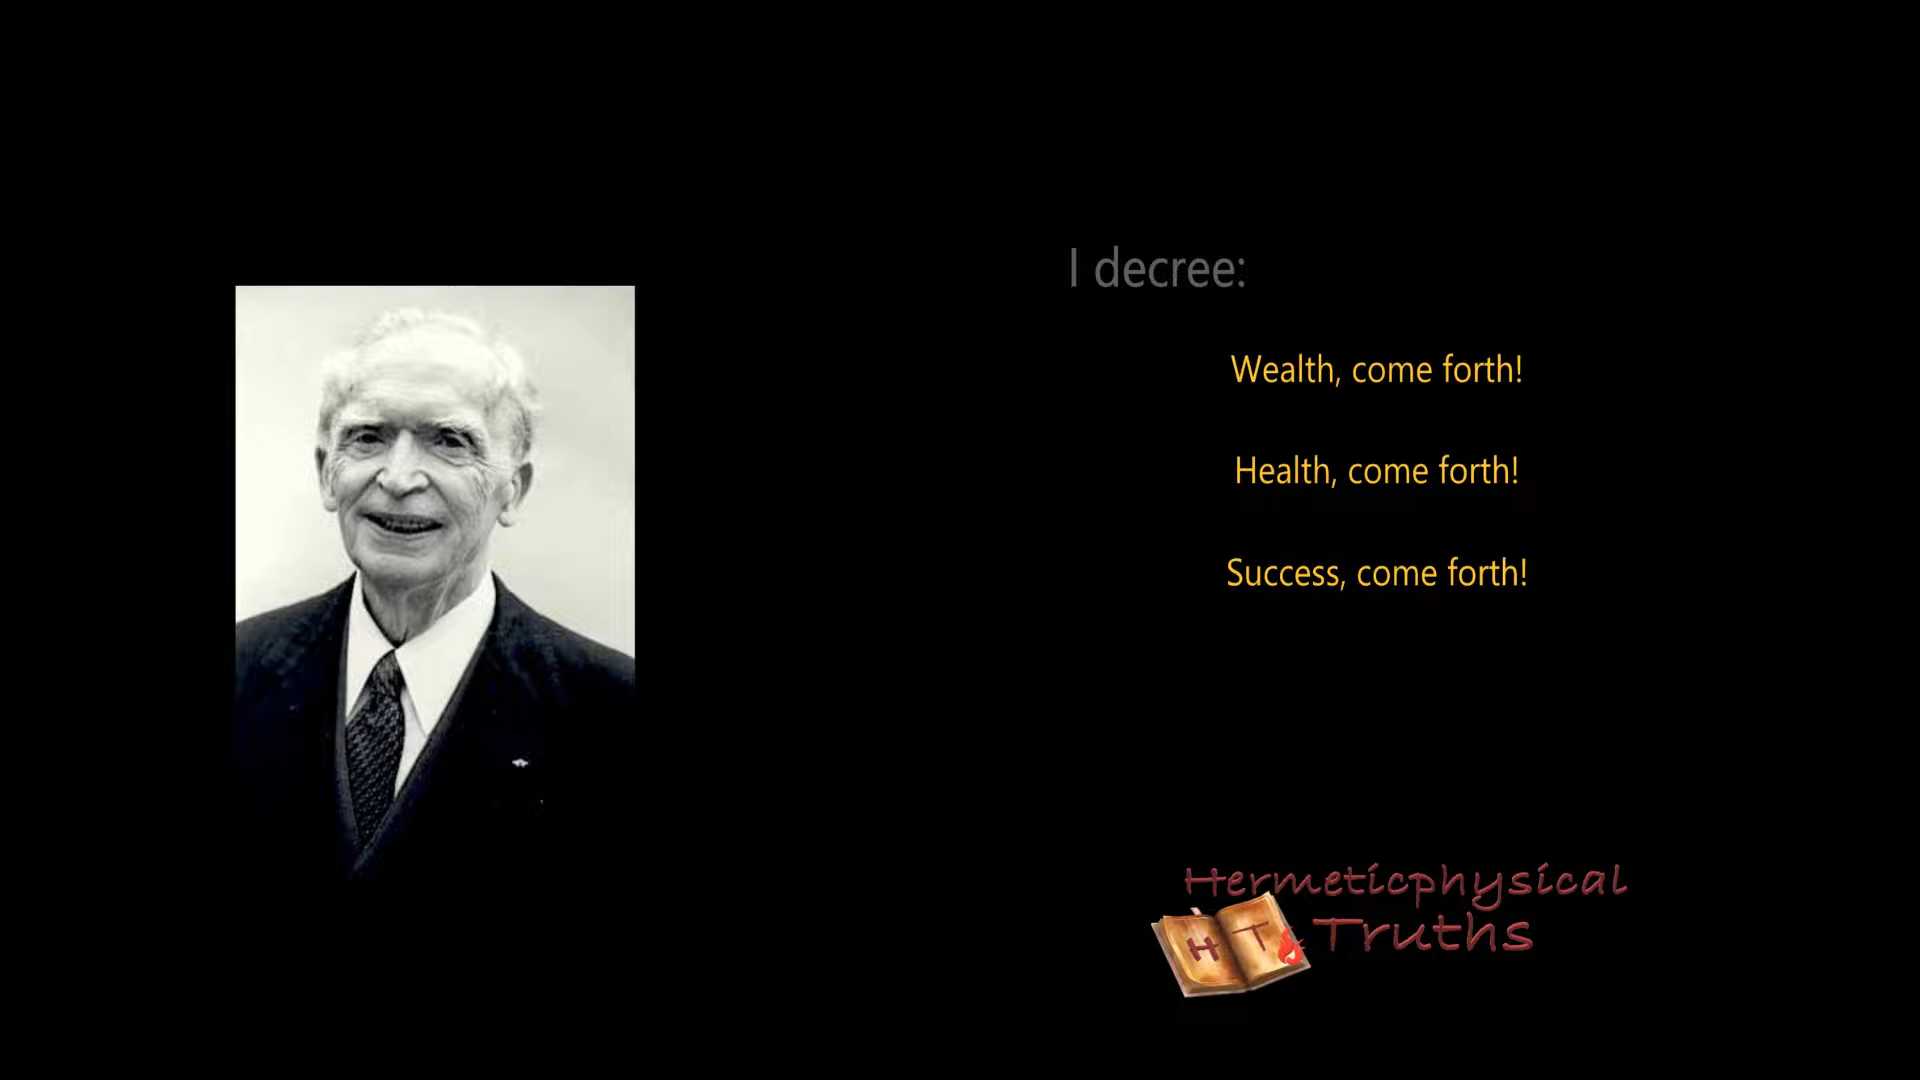 I decree:
Wealth, come forth!
Health, come forth!
Success, come forth!
Hermeticphysical
H T Truths